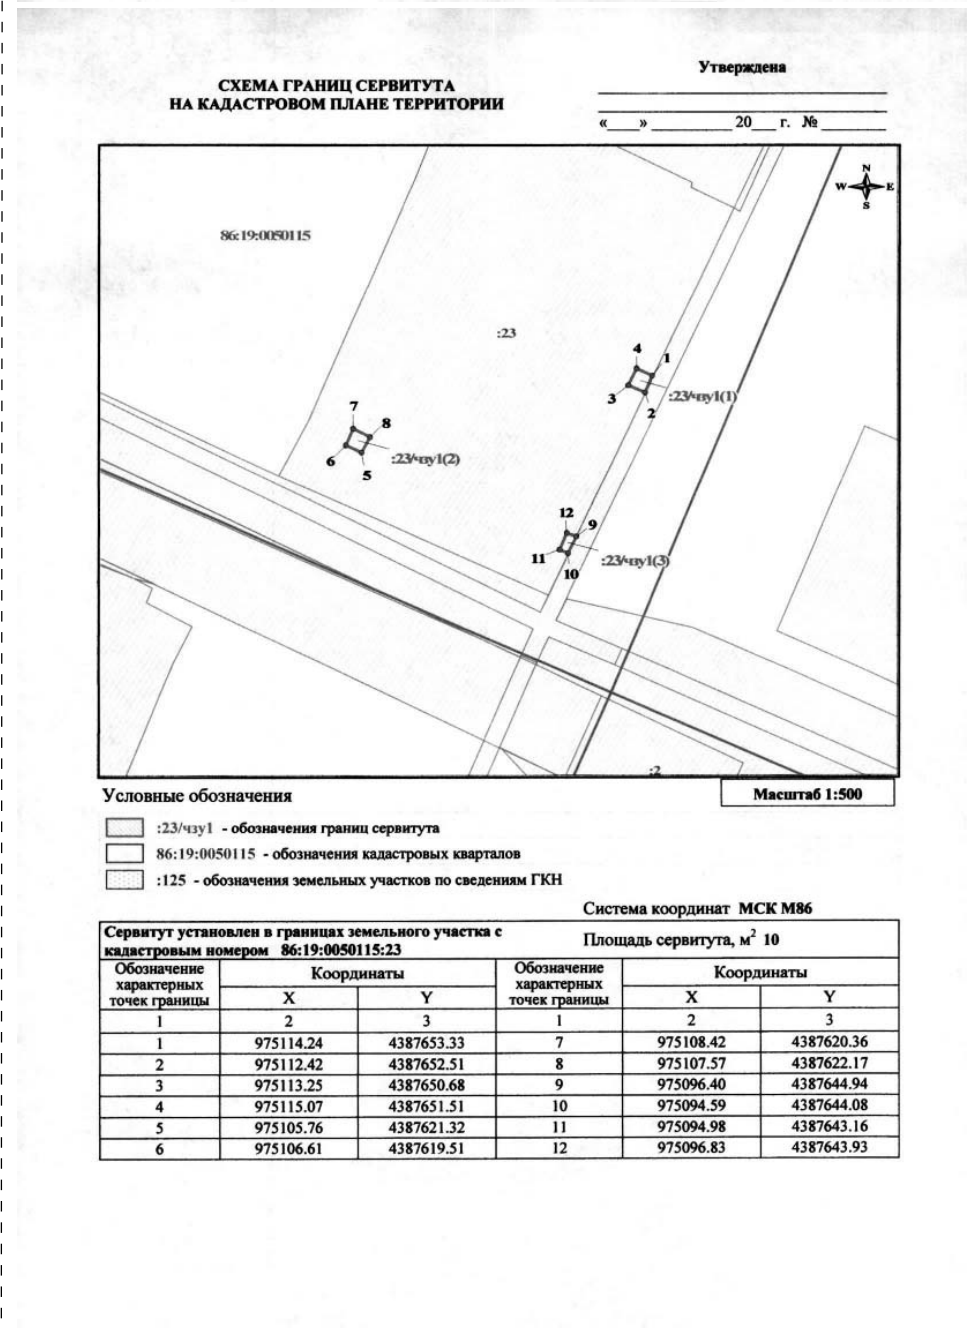 Утверждена
СХЕМА ГРАНИЦ СЕРВИТУТА
НА КАДАСТРОВОМ ПЛАНЕ ТЕРРИТОРИИ
«____» __________ 20___ г. № ________
N
W E
S
86:19:0050115
:23
4
1
3
2
:23/чзу1(1)
7
8
6
5
:23/чзу1(2)
12
9
11
10
:23/чзу1(3)
:2
Условные обозначения
Масштаб 1:500
:23/чзу1 - обозначения границ сервитута
86:19:0050115 - обозначения кадастровых кварталов
:125 - обозначения земельных участков по сведениям ГКН
Система координат МСК М86
Сервитут установлен в границах земельного участка с
кадастровым номером 86:19:0050115:23
Площадь сервитута, м² 10
Обозначение характерных точек границы Координаты Обозначение характерных точек границы Координаты
X Y X Y
1 2 3 1 2 3
1 975114.24 4387653.33 7 975108.42 4387620.36
2 975112.42 4387652.51 8 975107.57 4387622.17
3 975113.25 4387650.68 9 975096.40 4387644.94
4 975115.07 4387651.51 10 975094.59 4387644.08
5 975105.76 4387621.32 11 975094.98 4387643.16
6 975106.61 4387619.51 12 975096.83 4387643.93